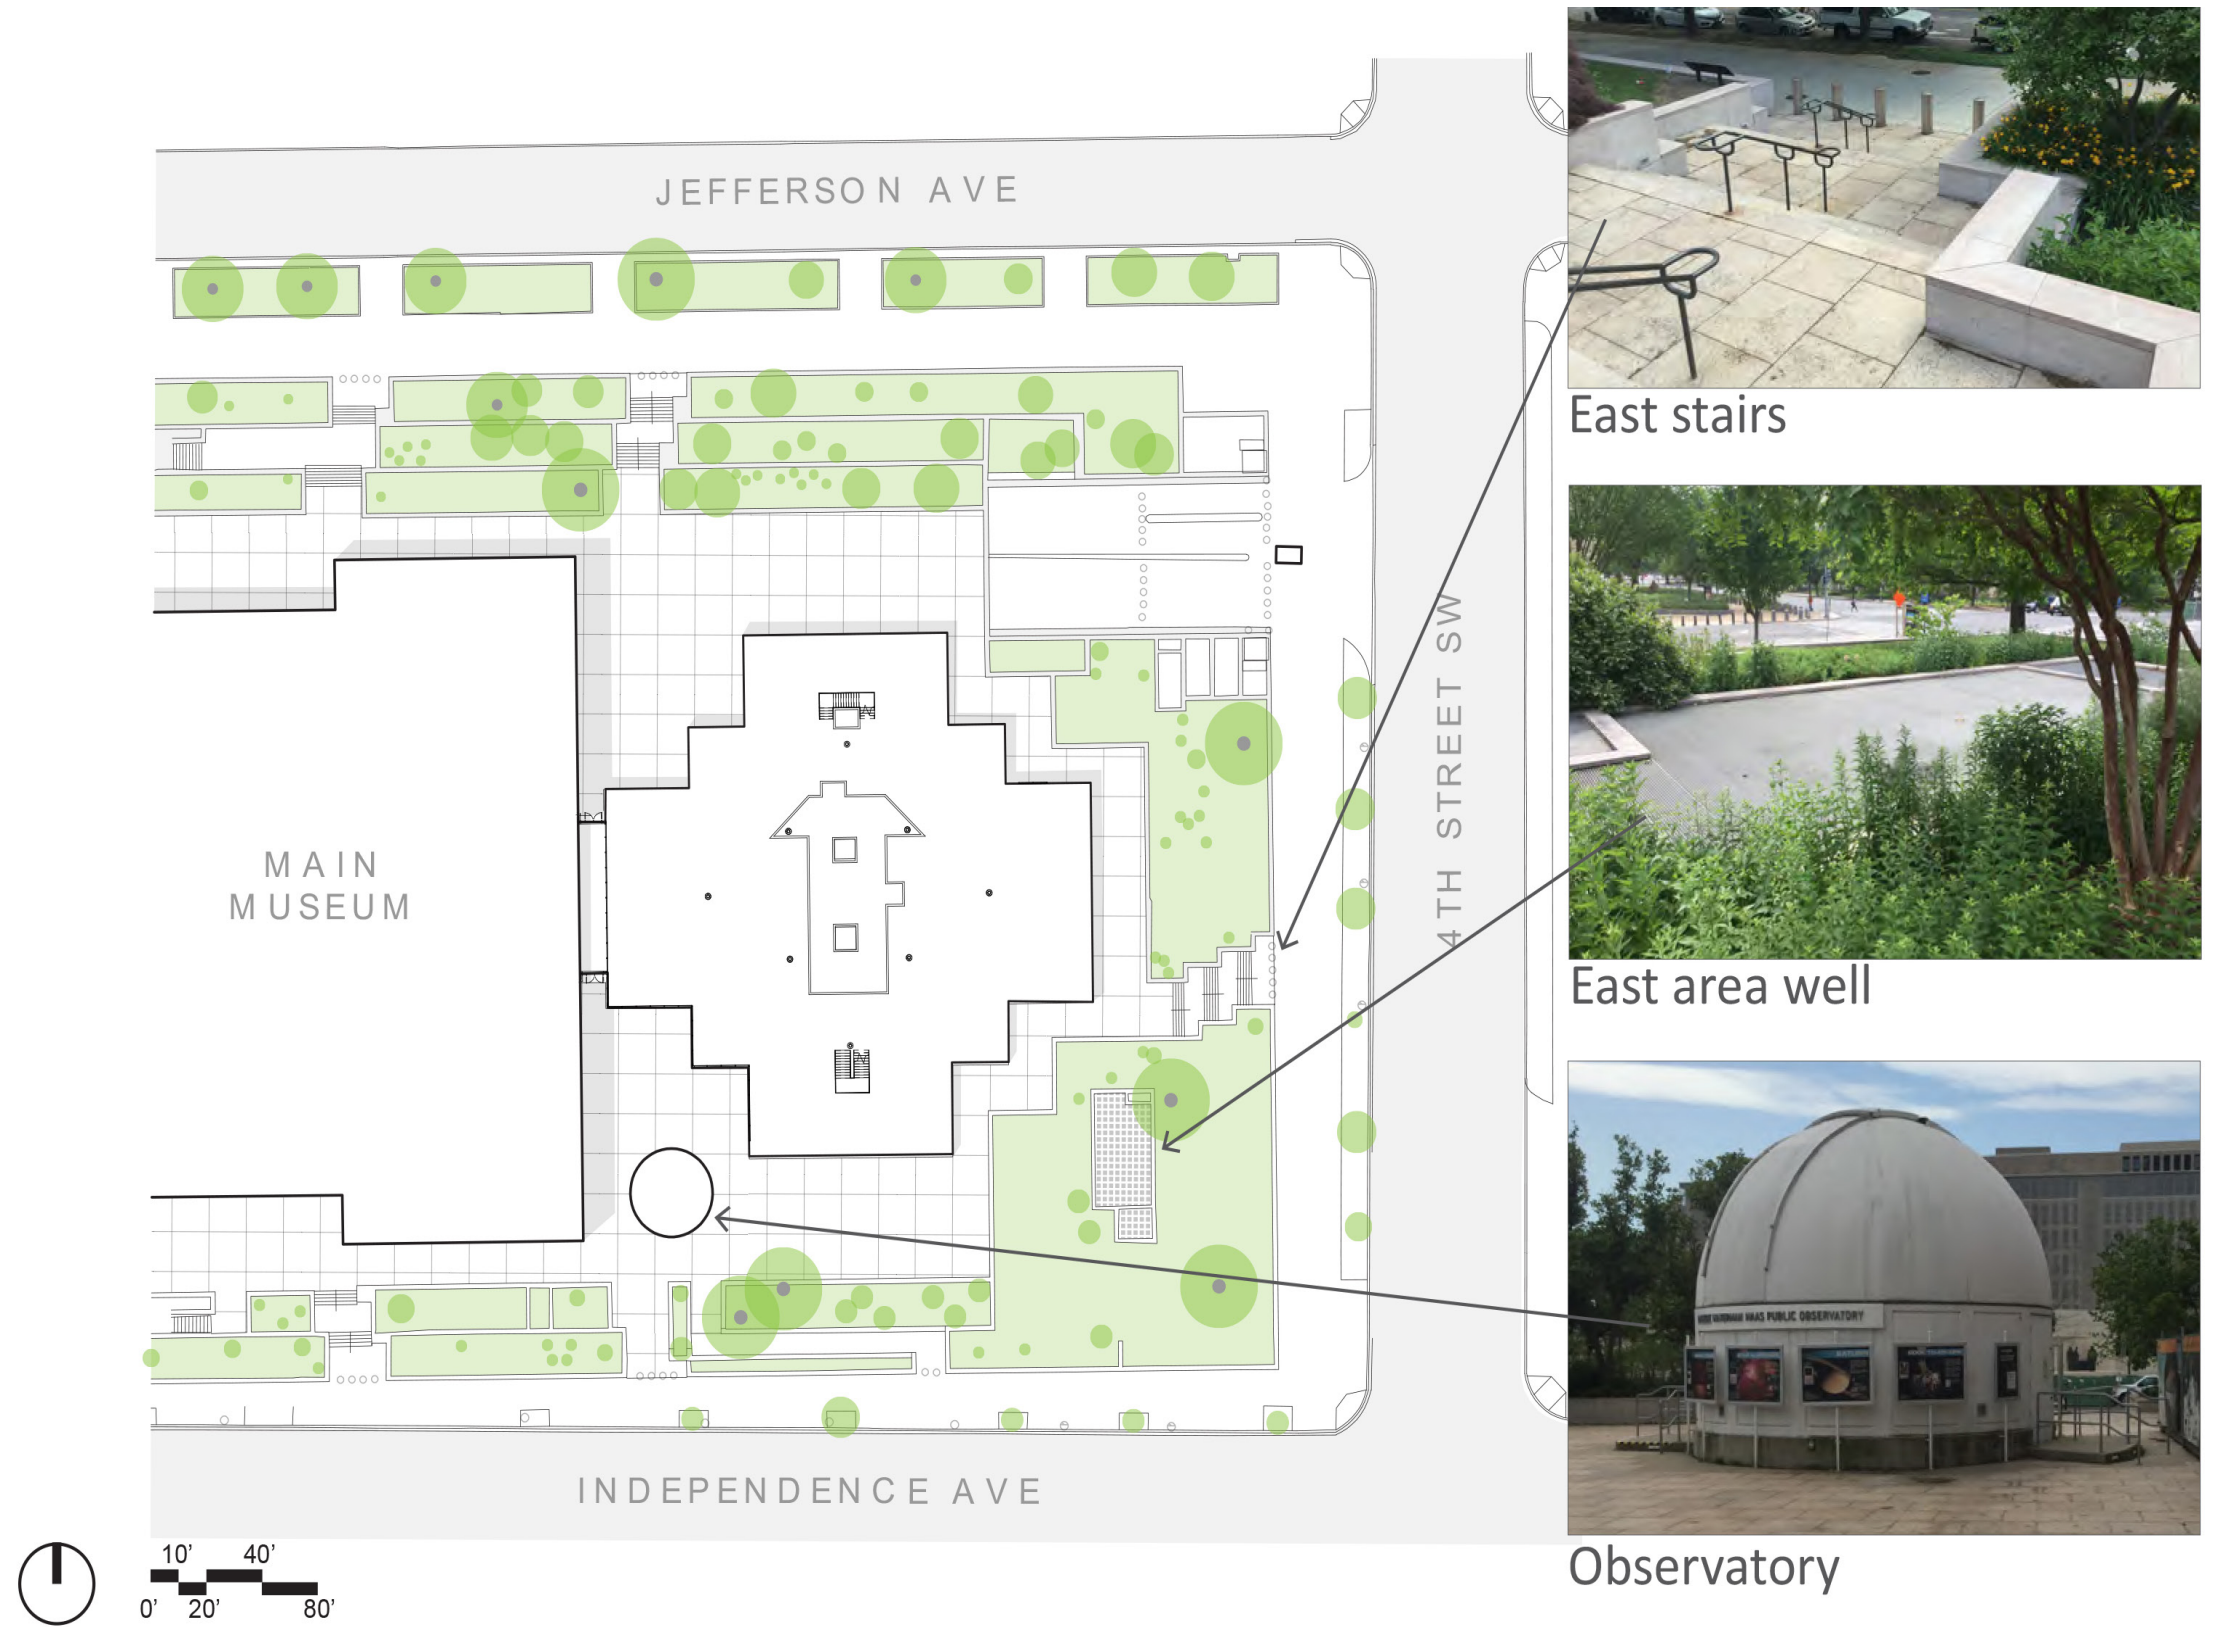 JEFFERSON AVE
East stairs
4TH STREET SW
MAIN
MUSEUM
East area well
PUBLIC OBSERVATORY
INDEPENDENCE AVE
Observatory
10' 40'
0' 20' 80'